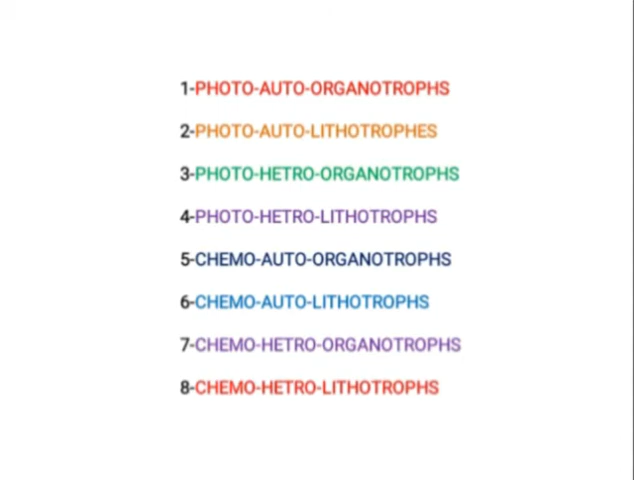 1-PHOTO-AUTO-ORGANOTROPHS
2-PHOTO-AUTO-LITHOTROPHES
3-PHOTO-HETRO-ORGANOTROPHS
4-PHOTO-HETRO-LITHOTROPHS
5-CHEMO-AUTO-ORGANOTROPHS
6-CHEMO-AUTO-LITHOTROPHS
7-CHEMO-HETRO-ORGANOTROPHS
8-CHEMO-HETRO-LITHOTROPHS